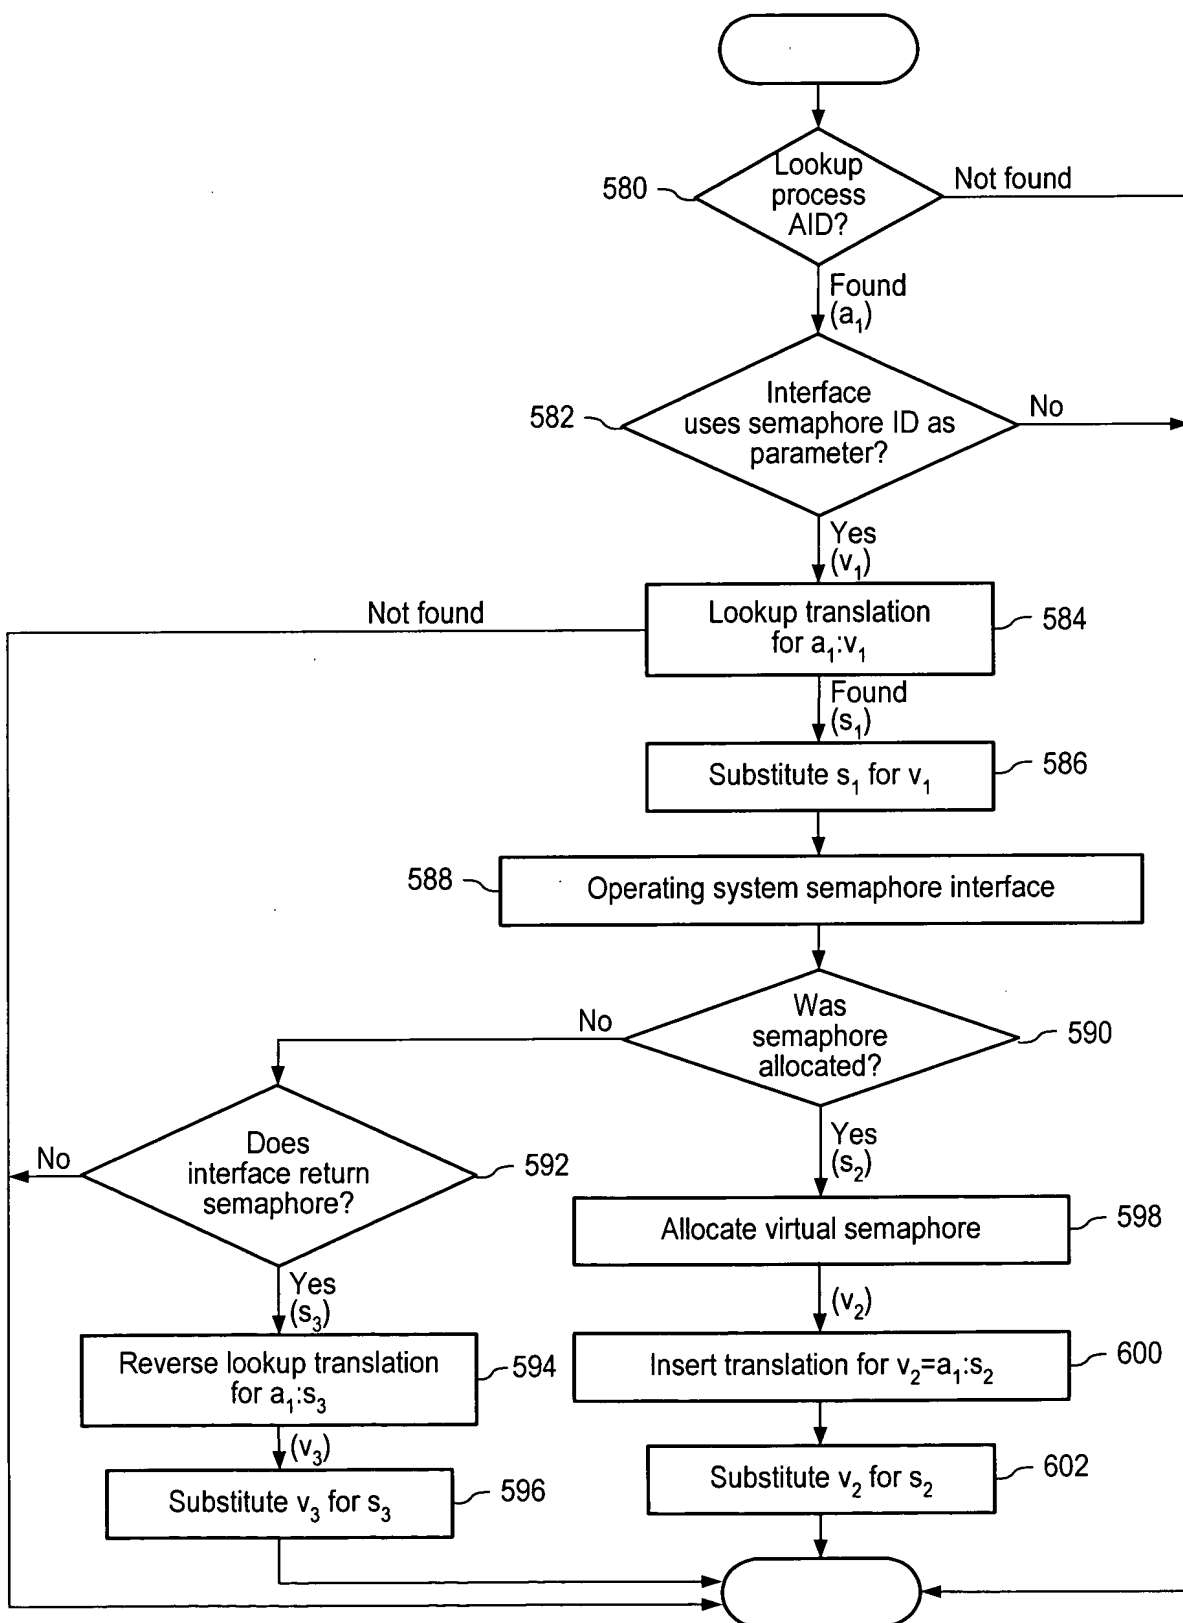 Lookup
process
AID?
580
Not found
Found
(a₁)
Interface
uses semaphore ID as
parameter?
582
No
Yes
(v₁)
Not found
Lookup translation
for a₁:v₁
584
Found
(s₁)
Substitute s₁ for v₁
586
588
Operating system semaphore interface
No
Was
semaphore
allocated?
590
No
Does
interface return
semaphore?
592
Yes
(s₂)
Allocate virtual semaphore
598
Yes
(s₃)
(v₂)
Reverse lookup translation
for a₁:s₃
594
Insert translation for v₂=a₁:s₂
600
(v₃)
Substitute v₃ for s₃
596
Substitute v₂ for s₂
602